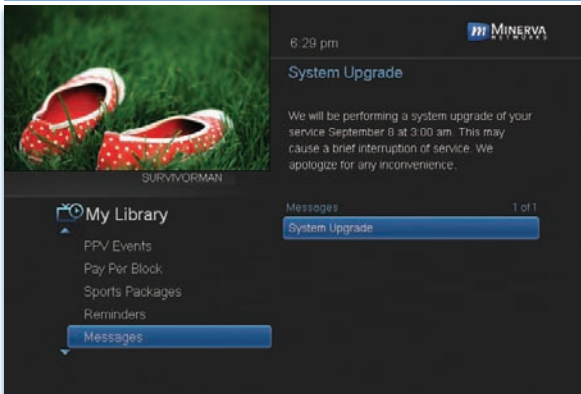 6:29 pm
m MINERVA
NETWORKS
System Upgrade
We will be performing a system upgrade of your
service September 8 at 3:00 am. This may
cause a brief interruption of service. We
apologize for any inconvenience.
SURVIVORMAN
Messages 1 of 1
System Upgrade
My Library
PPV Events
Pay Per Block
Sports Packages
Reminders
Messages